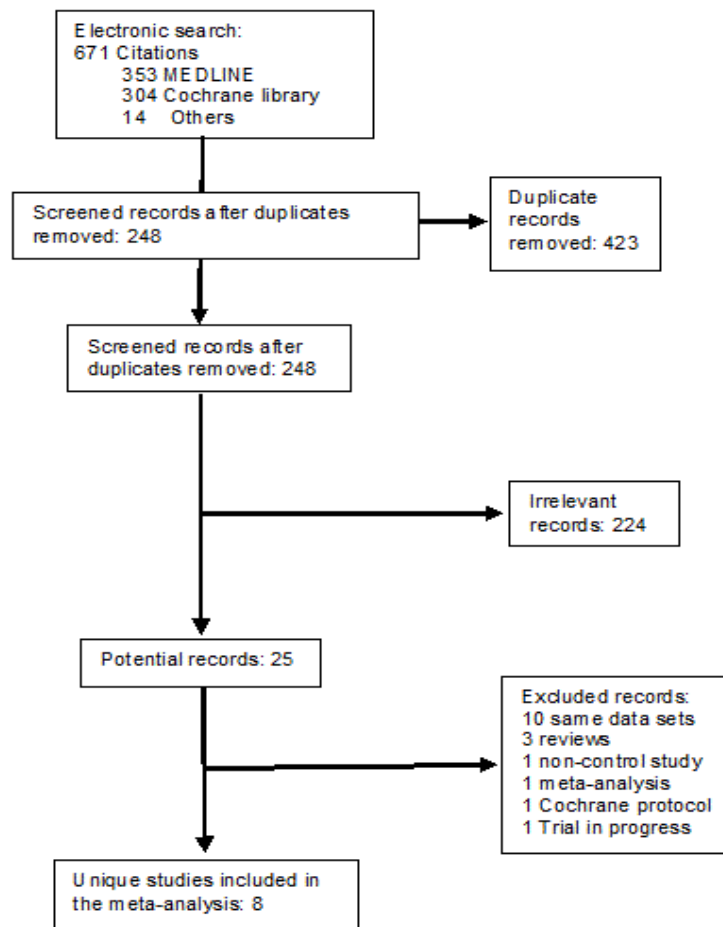 Electronic search:
671 Citations
353 MEDLINE
304 Cochrane library
14 Others
Screened records after duplicates
removed: 248
Duplicate
records
removed: 423
Screened records after
duplicates removed: 248
Irrelevant
records: 224
Potential records: 25
Excluded records:
10 same data sets
3 reviews
1 non-control study
1 meta-analysis
1 Cochrane protocol
1 Trial in progress
Unique studies included in
the meta-analysis: 8